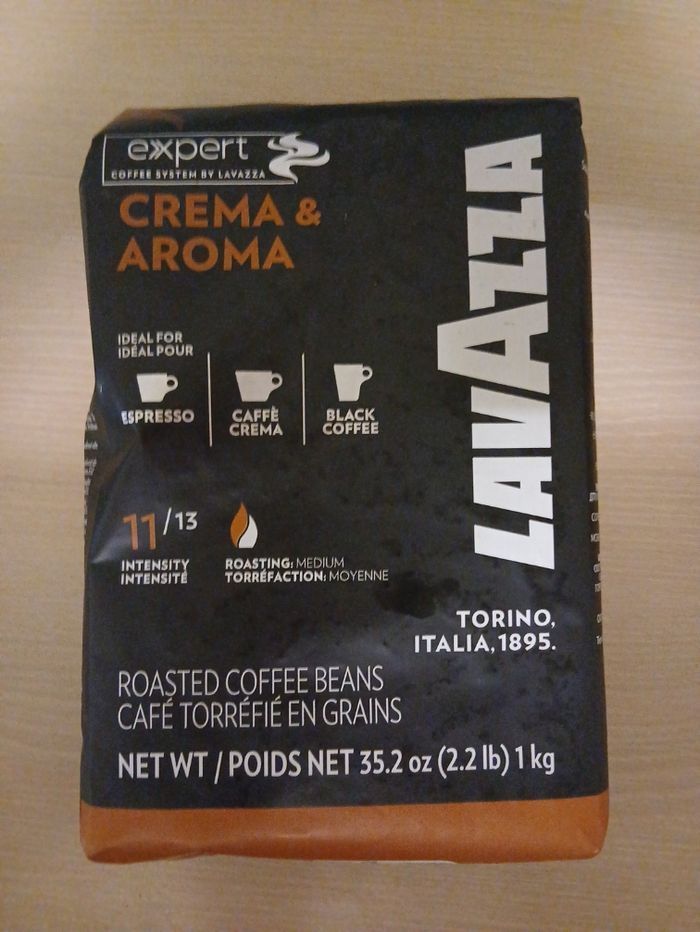 expert
COFFEE SYSTEM BY LAVAZZA
CREMA &
AROMA
LAVAZZA
IDEAL FOR
IDÉAL POUR
ESPRESSO
CAFFÈ
CREMA
BLACK
COFFEE
11/13
INTENSITY
INTENSITÉ
ROASTING: MEDIUM
TORRÉFACTION: MOYENNE
TORINO,
ITALIA, 1895.
ROASTED COFFEE BEANS
CAFÉ TORRÉFIÉ EN GRAINS
NET WT / POIDS NET 35.2 oz (2.2 lb) 1 kg